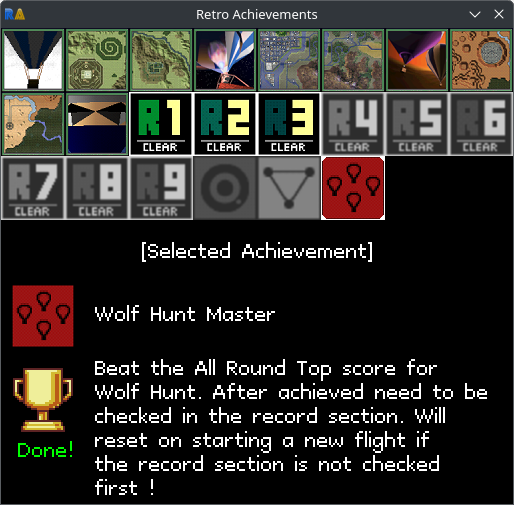 RA Retro Achievements
R1 R2 R3 R4 R5 R6
CLEAR CLEAR CLEAR CLEAR CLEAR CLEAR
R7 R8 R9
CLEAR CLEAR CLEAR
[Selected Achievement]
Wolf Hunt Master
Beat the All Round Top score for
Wolf Hunt. After achieved need to be
checked in the record section. Will
reset on starting a new flight if
the record section is not checked
first !
Done!